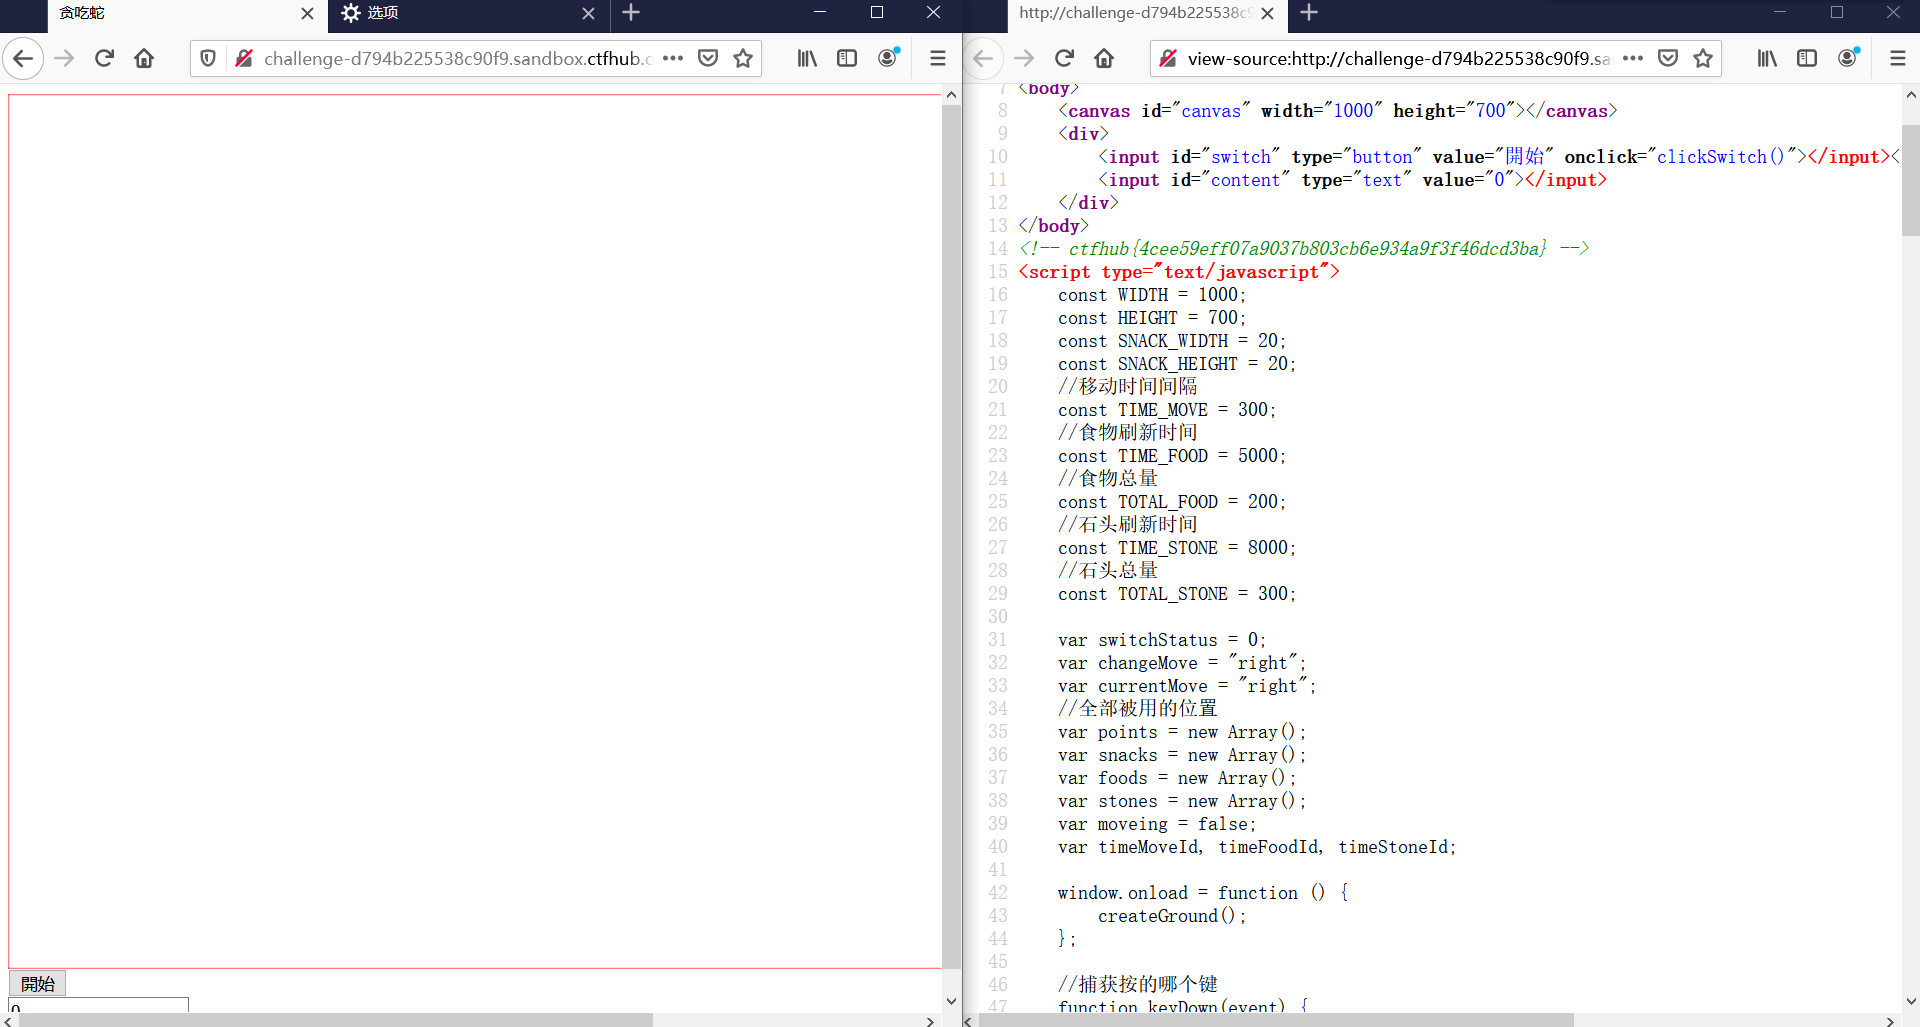 贪吃蛇
选项
challenge-d794b225538c90f9.sandbox.ctfhub.c
開始
0
http://challenge-d794b225538c9
view-source:http://challenge-d794b225538c90f9.sa
7 <body>
8 <canvas id="canvas" width="1000" height="700"></canvas>
9 <div>
10 <input id="switch" type="button" value="開始" onclick="clickSwitch()"></input><
11 <input id="content" type="text" value="0"></input>
12 </div>
13 </body>
14 <!-- ctfhub{4cee59eff07a9037b803cb6e934a9f3f46dcd3ba} -->
15 <script type="text/javascript">
16 const WIDTH = 1000;
17 const HEIGHT = 700;
18 const SNACK_WIDTH = 20;
19 const SNACK_HEIGHT = 20;
20 //移动时间间隔
21 const TIME_MOVE = 300;
22 //食物刷新时间
23 const TIME_FOOD = 5000;
24 //食物总量
25 const TOTAL_FOOD = 200;
26 //石头刷新时间
27 const TIME_STONE = 8000;
28 //石头总量
29 const TOTAL_STONE = 300;
30
31 var switchStatus = 0;
32 var changeMove = "right";
33 var currentMove = "right";
34 //全部被用的位置
35 var points = new Array();
36 var snacks = new Array();
37 var foods = new Array();
38 var stones = new Array();
39 var moveing = false;
40 var timeMoveId, timeFoodId, timeStoneId;
41
42 window.onload = function () {
43 createGround();
44 };
45
46 //捕获按的哪个键
47 function keyDown(event) {